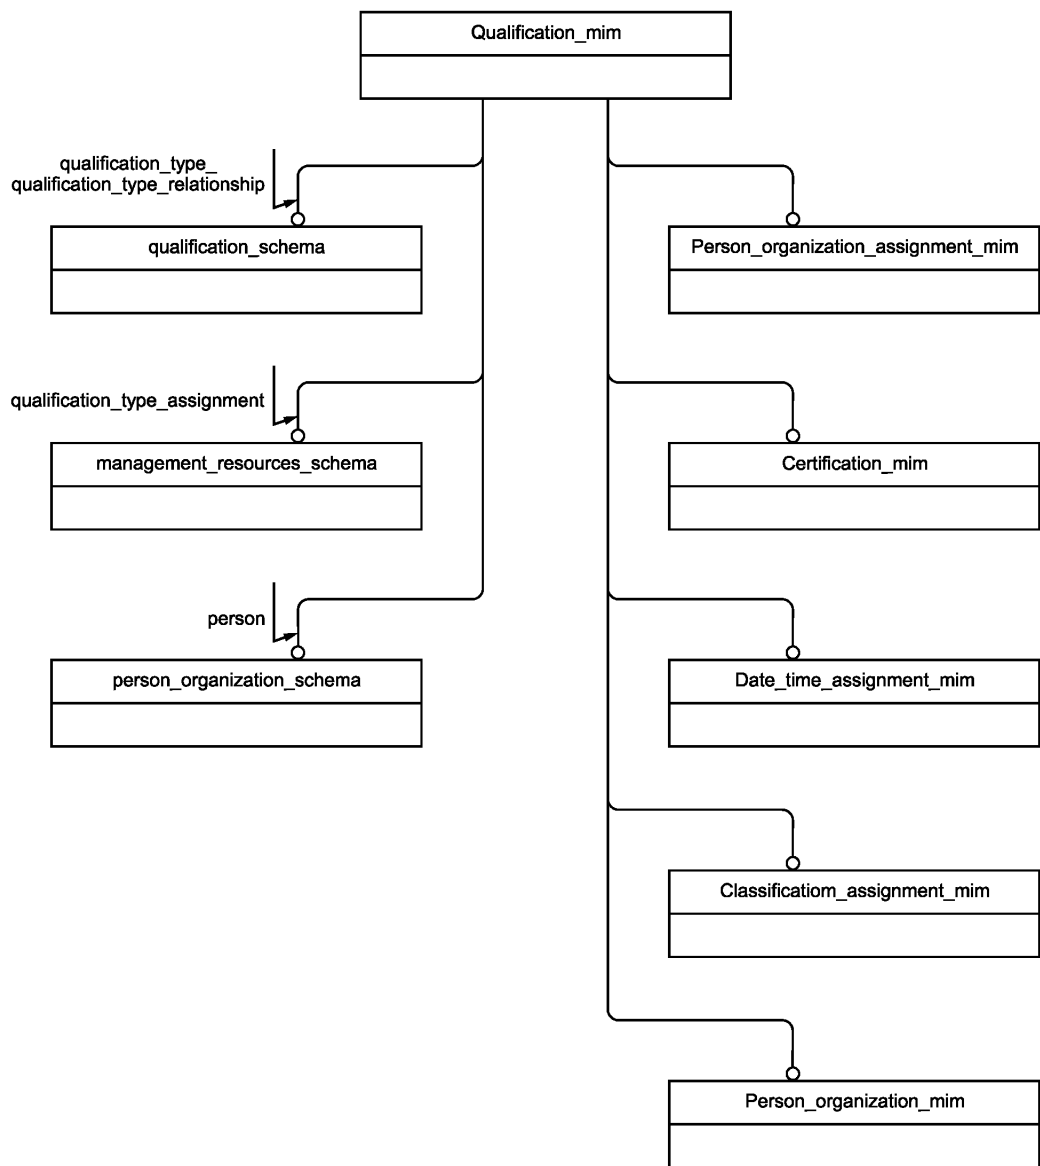 Qualification_mim
qualification_type_
qualification_type_relationship
qualification_schema
Person_organization_assignment_mim
qualification_type_assignment
management_resources_schema
Certification_mim
person
person_organization_schema
Date_time_assignment_mim
Classificatiom_assignment_mim
Person_organization_mim